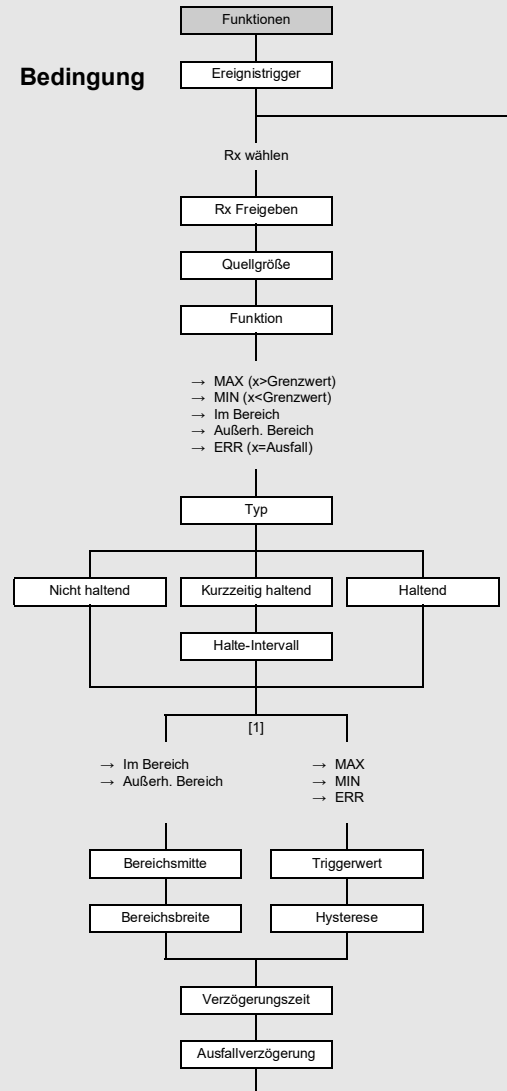 Funktionen
Bedingung
Ereignistrigger
Rx wählen
Rx Freigeben
Quellgröße
Funktion
→ MAX (x>Grenzwert)
→ MIN (x<Grenzwert)
→ Im Bereich
→ Außerh. Bereich
→ ERR (x=Ausfall)
Typ
Nicht haltend
Kurzzeitig haltend
Haltend
Halte-Intervall
[1]
→ Im Bereich
→ Außerh. Bereich
→ MAX
→ MIN
→ ERR
Bereichsmitte
Triggerwert
Bereichsbreite
Hysterese
Verzögerungszeit
Ausfallverzögerung